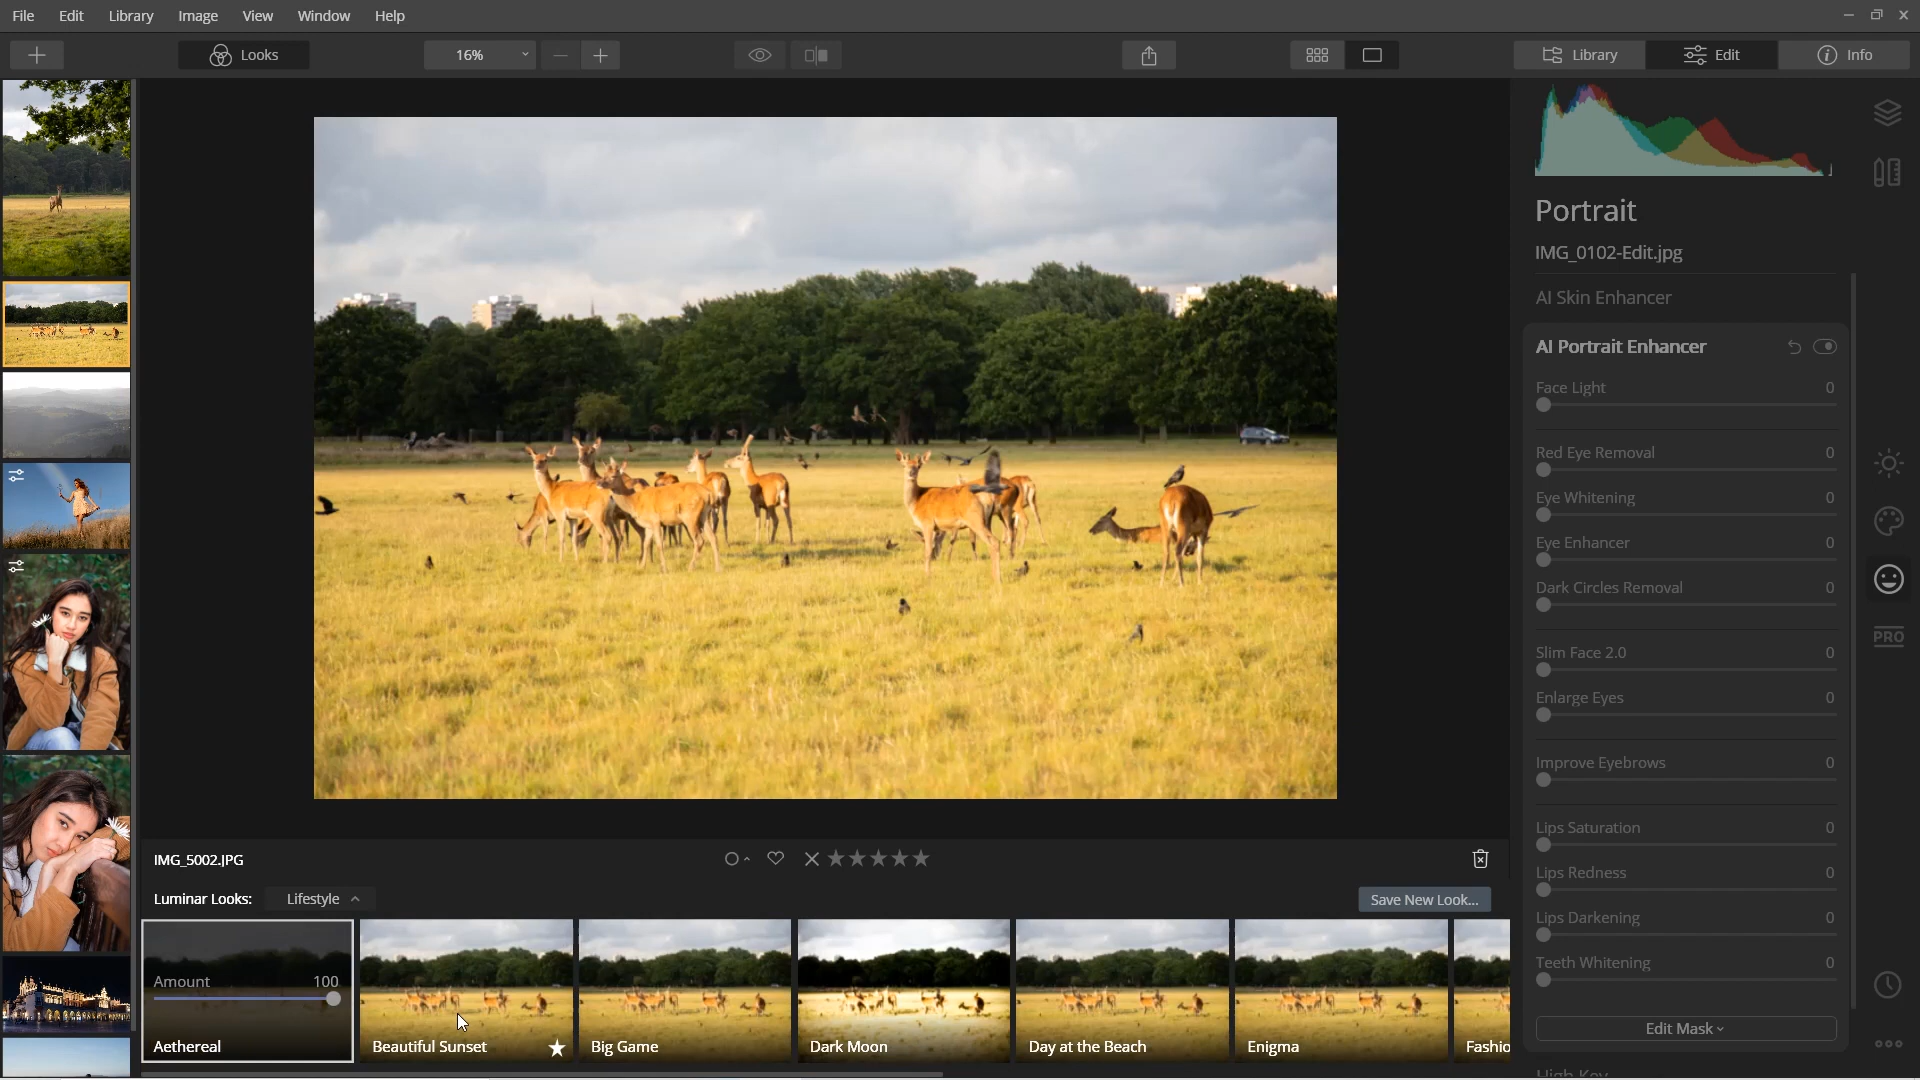 File Edit Library Image View Window Help
Looks 16% Library Edit Info
Portrait
IMG_0102-Edit.jpg
AI Skin Enhancer
AI Portrait Enhancer
Face Light 0
Red Eye Removal 0
Eye Whitening 0
Eye Enhancer 0
Dark Circles Removal 0
Slim Face 2.0 0
Enlarge Eyes 0
Improve Eyebrows 0
Lips Saturation 0
Lips Redness 0
Lips Darkening 0
Teeth Whitening 0
Edit Mask
High Key
PRO
IMG_5002.JPG
Luminar Looks: Lifestyle Save New Look...
Amount 100
Aethereal Beautiful Sunset Big Game Dark Moon Day at the Beach Enigma Fashio